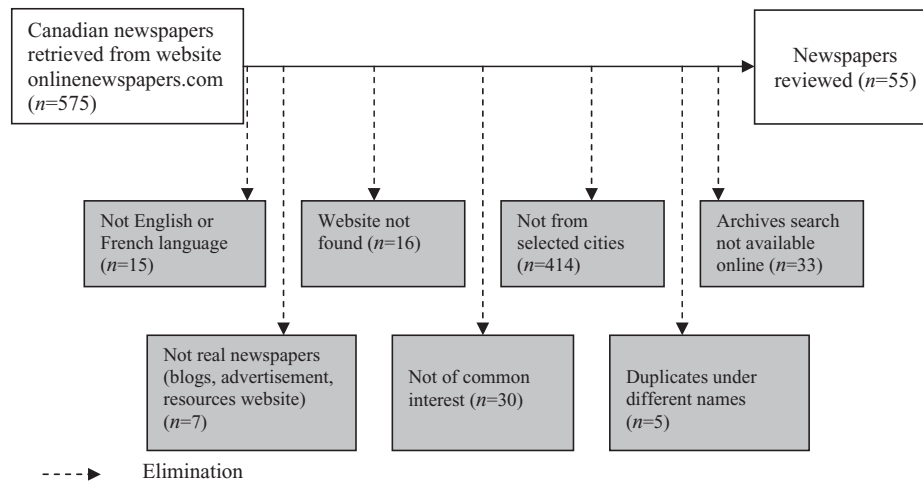 Canadian newspapers
retrieved from website
onlinenewspapers.com
(n=575)
Newspapers
reviewed (n=55)
Not English or
French language
(n=15)
Website not
found (n=16)
Not from
selected cities
(n=414)
Archives search
not available
online (n=33)
Not real newspapers
(blogs, advertisement,
resources website)
(n=7)
Not of common
interest (n=30)
Duplicates under
different names
(n=5)
Elimination